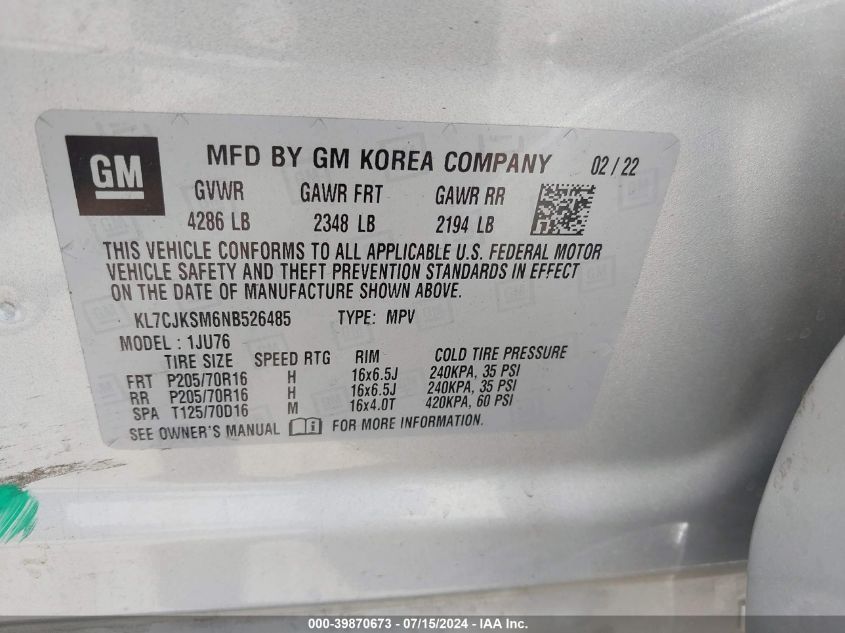 GM MFD BY GM KOREA COMPANY 02/22
GVWR GAWR FRT GAWR RR
4286 LB 2348 LB 2194 LB
THIS VEHICLE CONFORMS TO ALL APPLICABLE U.S. FEDERAL MOTOR
VEHICLE SAFETY AND THEFT PREVENTION STANDARDS IN EFFECT
ON THE DATE OF MANUFACTURE SHOWN ABOVE.
KL7CJKSM6NB526485 TYPE: MPV
MODEL: 1JU76
TIRE SIZE SPEED RTG RIM COLD TIRE PRESSURE
FRT P205/70R16 H 16x6.5J 240KPA, 35 PSI
RR P205/70R16 H 16x6.5J 240KPA, 35 PSI
SPA T125/70D16 M 16x4.0T 420KPA, 60 PSI
SEE OWNER'S MANUAL FOR MORE INFORMATION.
000-39870673 / 07/15/2024 - © IAA Inc.